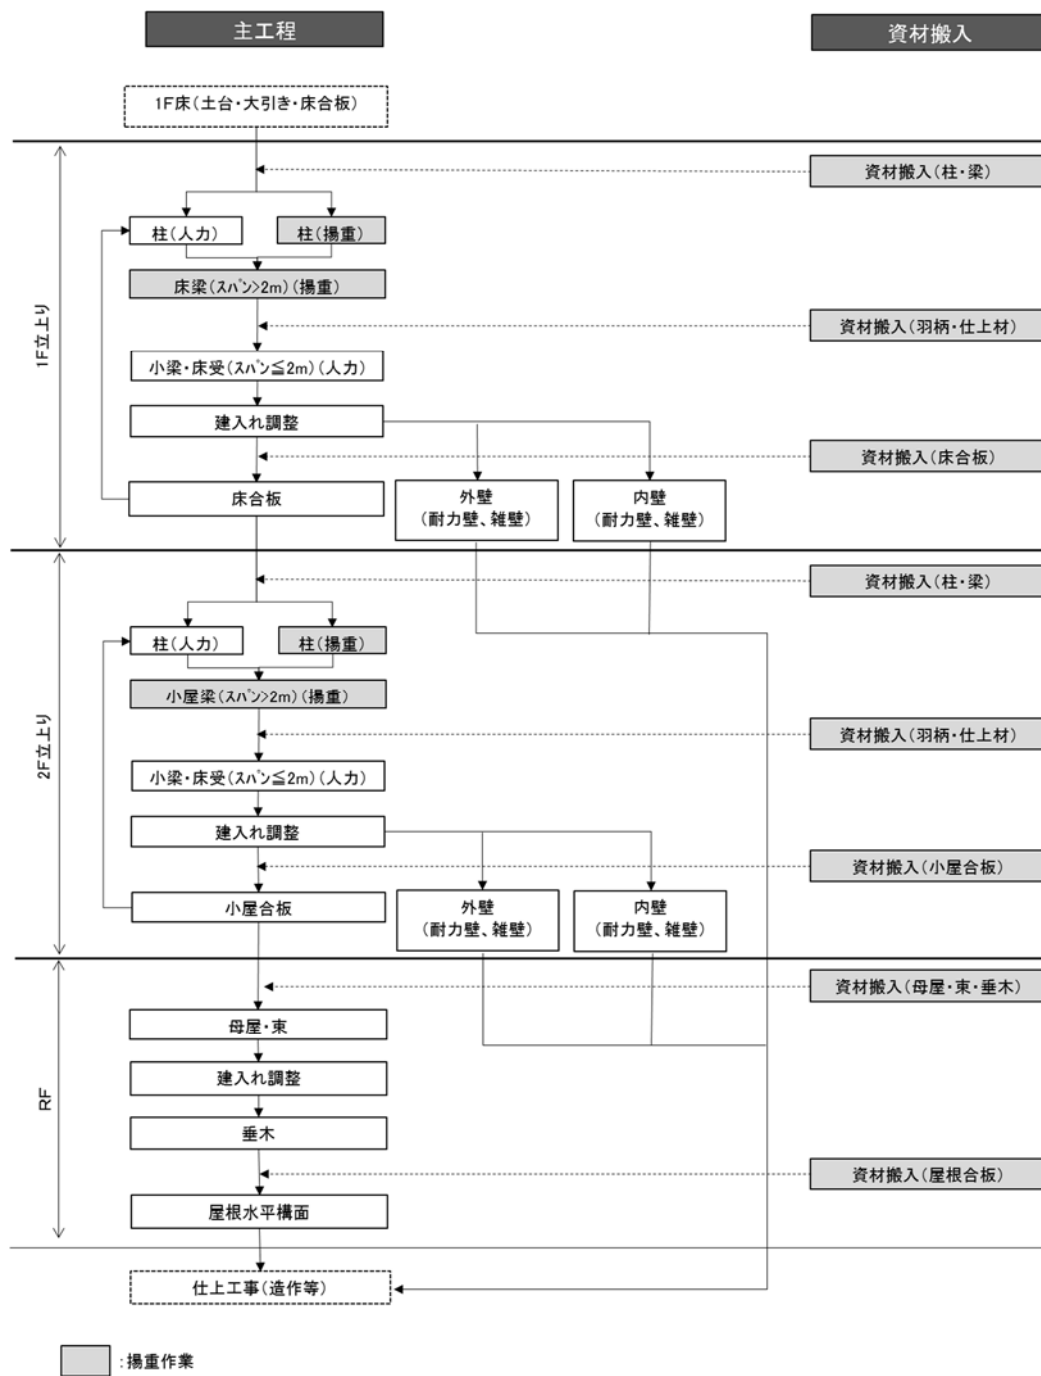 主工程
資材搬入
1F床(土台・大引き・床合板)
資材搬入(柱・梁)
柱(人力)
柱(揚重)
床梁(スパン>2m)(揚重)
資材搬入(羽柄・仕上材)
小梁・床受(スパン≦2m)(人力)
建入れ調整
資材搬入(床合板)
床合板
外壁
(耐力壁、雑壁)
内壁
(耐力壁、雑壁)
1F立上り
資材搬入(柱・梁)
柱(人力)
柱(揚重)
小屋梁(スパン>2m)(揚重)
資材搬入(羽柄・仕上材)
小梁・床受(スパン≦2m)(人力)
建入れ調整
資材搬入(小屋合板)
小屋合板
外壁
(耐力壁、雑壁)
内壁
(耐力壁、雑壁)
2F立上り
資材搬入(母屋・束・垂木)
母屋・束
建入れ調整
垂木
資材搬入(屋根合板)
屋根水平構面
RF
仕上工事(造作等)
:揚重作業